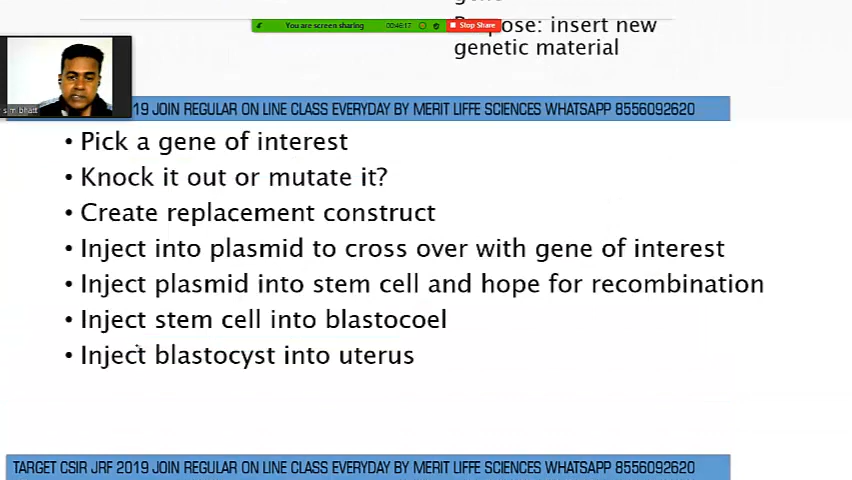 You are screen sharing 00:46:17 Stop Share
Purpose: insert new
genetic material
19 JOIN REGULAR ON LINE CLASS EVERYDAY BY MERIT LIFFE SCIENCES WHATSAPP 8556092620
• Pick a gene of interest
• Knock it out or mutate it?
• Create replacement construct
• Inject into plasmid to cross over with gene of interest
• Inject plasmid into stem cell and hope for recombination
• Inject stem cell into blastocoel
• Inject blastocyst into uterus
TARGET CSIR JRF 2019 JOIN REGULAR ON LINE CLASS EVERYDAY BY MERIT LIFFE SCIENCES WHATSAPP 8556092620